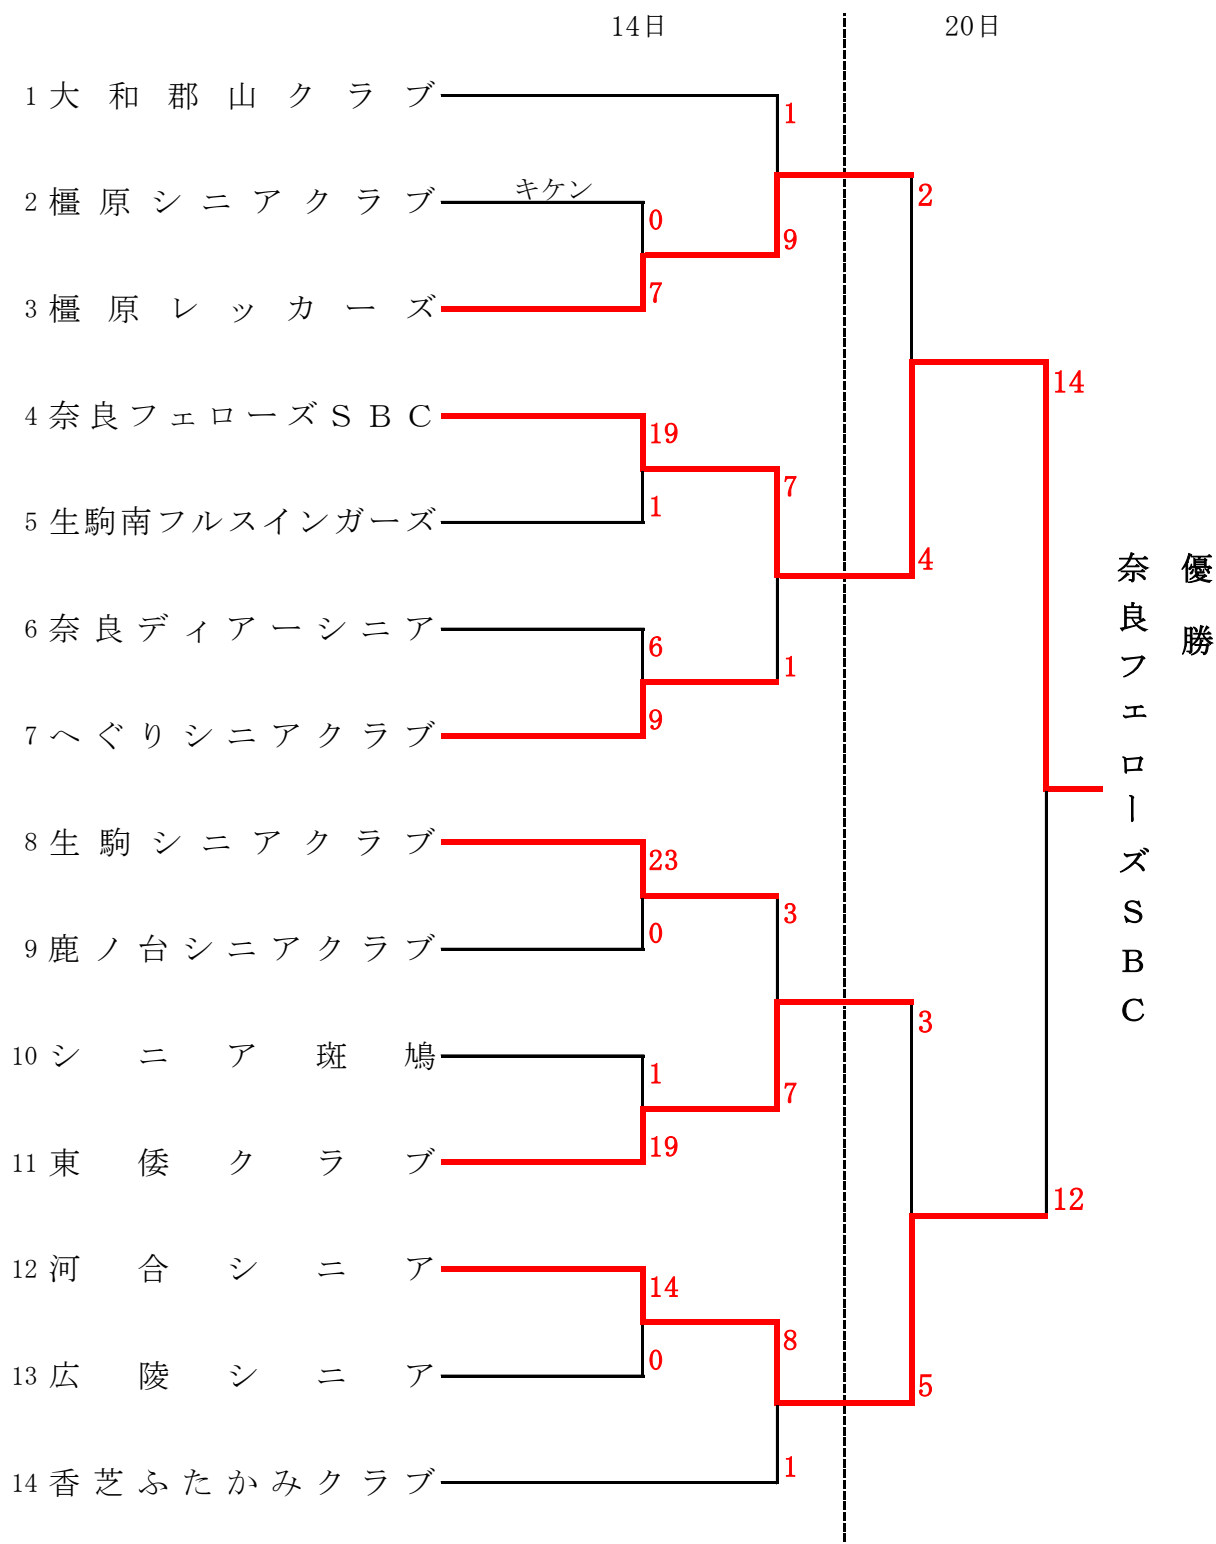 14日
20日
1 大和郡山クラブ
1
2 橿原シニアクラブ
キケン
0
2
9
3 橿原レッカーズ
7
4 奈良フェローズＳＢＣ
19
14
7
5 生駒南フルスインガーズ
1
4
6 奈良ディアーシニア
6
1
7 へぐりシニアクラブ
9
優勝
奈良フェローズＳＢＣ
8 生駒シニアクラブ
23
3
9 鹿ノ台シニアクラブ
0
3
10 シニア斑鳩
1
7
11 東倭クラブ
19
12
12 河合シニア
14
8
13 広陵シニア
0
5
14 香芝ふたかみクラブ
1